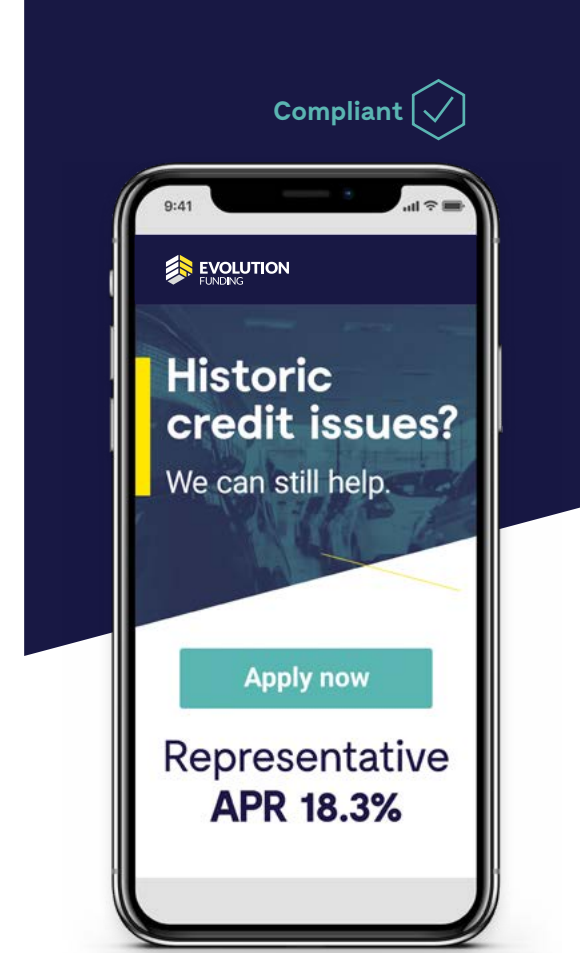 Compliant
9:41
EVOLUTION
FUNDING
Historic
credit issues?
We can still help.
Apply now
Representative
APR 18.3%